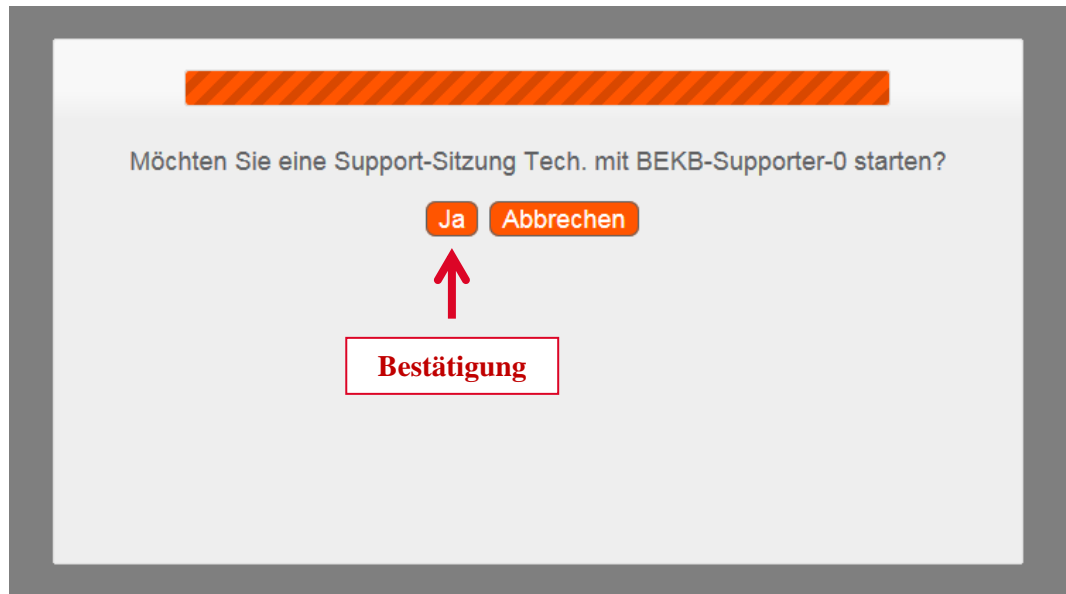 Möchten Sie eine Support-Sitzung Tech. mit BEKB-Supporter-0 starten?
Ja Abbrechen
Bestätigung